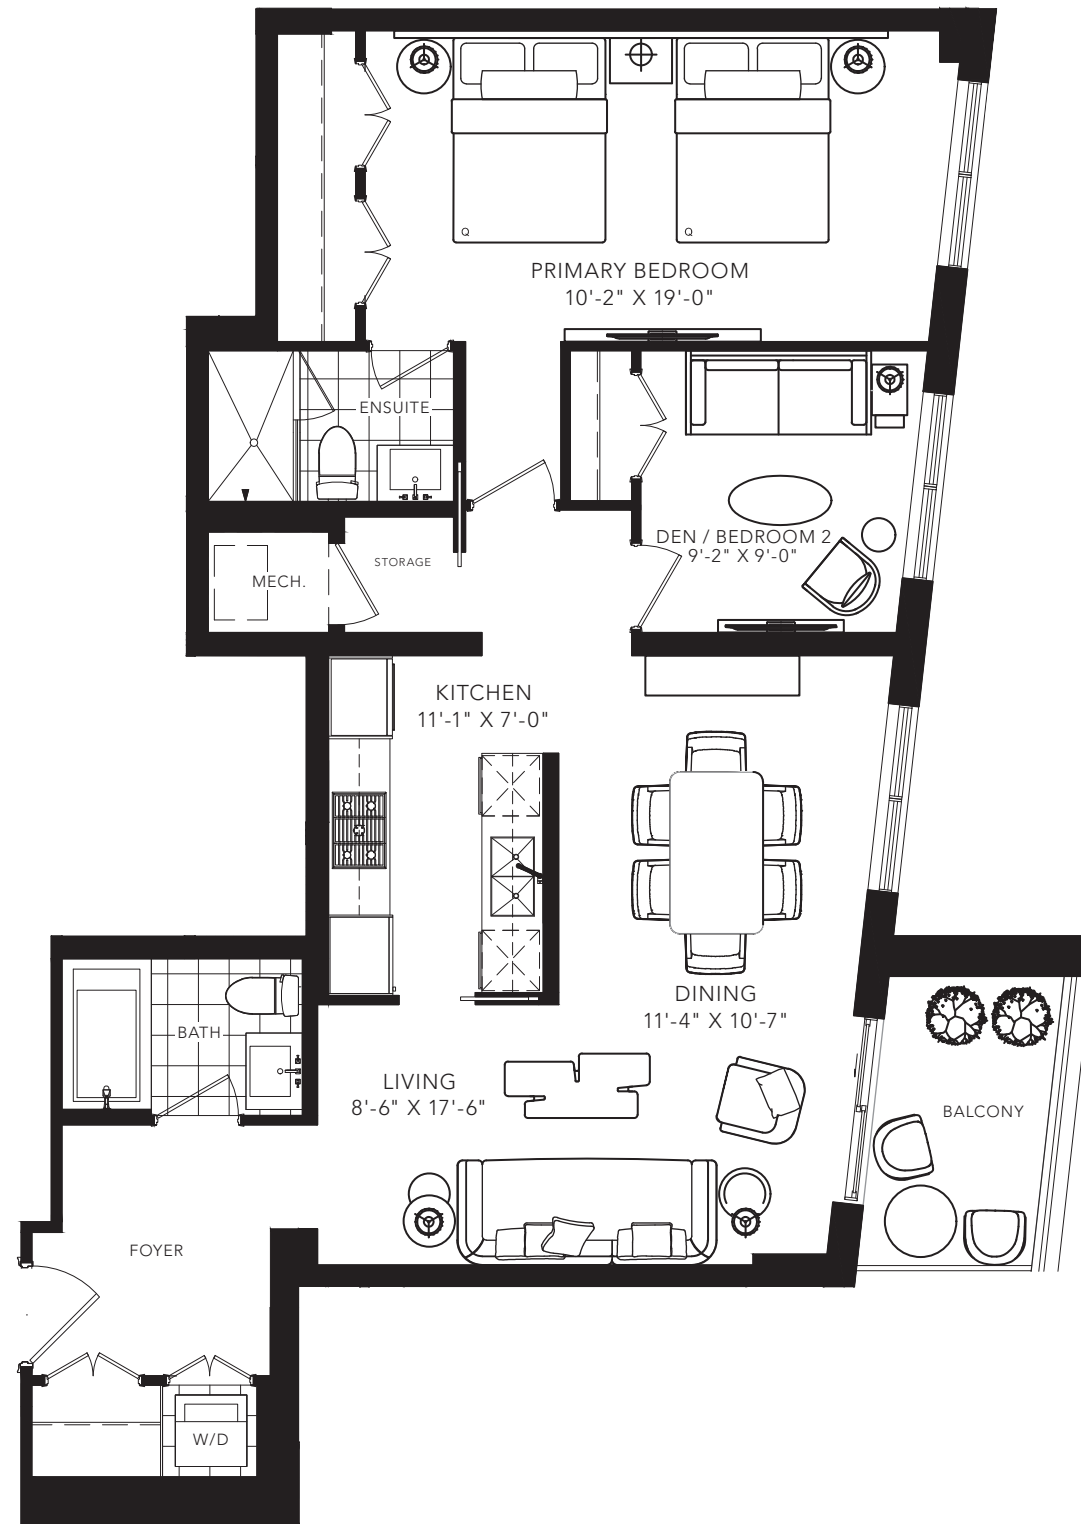 Q
Q
PRIMARY BEDROOM
10'-2" X 19'-0"
ENSUITE
DEN / BEDROOM 2
9'-2" X 9'-0"
STORAGE
MECH.
KITCHEN
11'-1" X 7'-0"
DINING
11'-4" X 10'-7"
BATH
LIVING
8'-6" X 17'-6"
BALCONY
FOYER
W/D